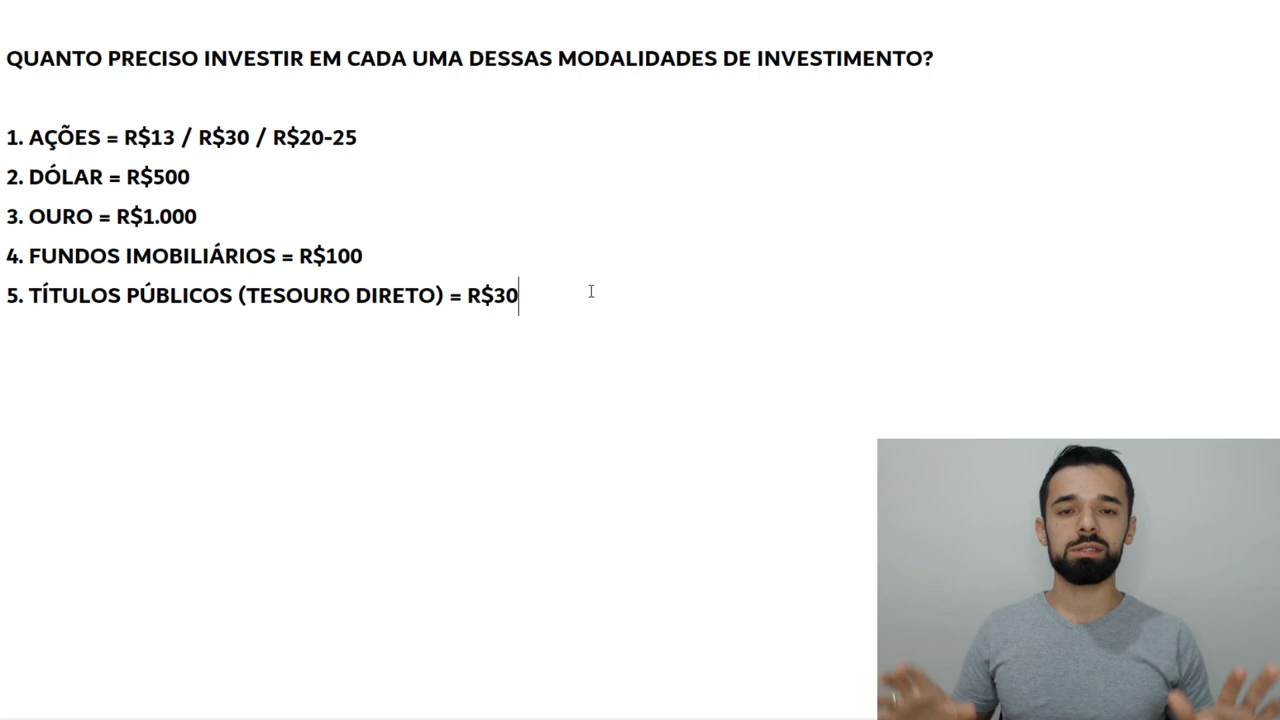 QUANTO PRECISO INVESTIR EM CADA UMA DESSAS MODALIDADES DE INVESTIMENTO?
1. AÇÕES = R$13 / R$30 / R$20-25
2. DÓLAR = R$500
3. OURO = R$1.000
4. FUNDOS IMOBILIÁRIOS = R$100
5. TÍTULOS PÚBLICOS (TESOURO DIRETO) = R$30